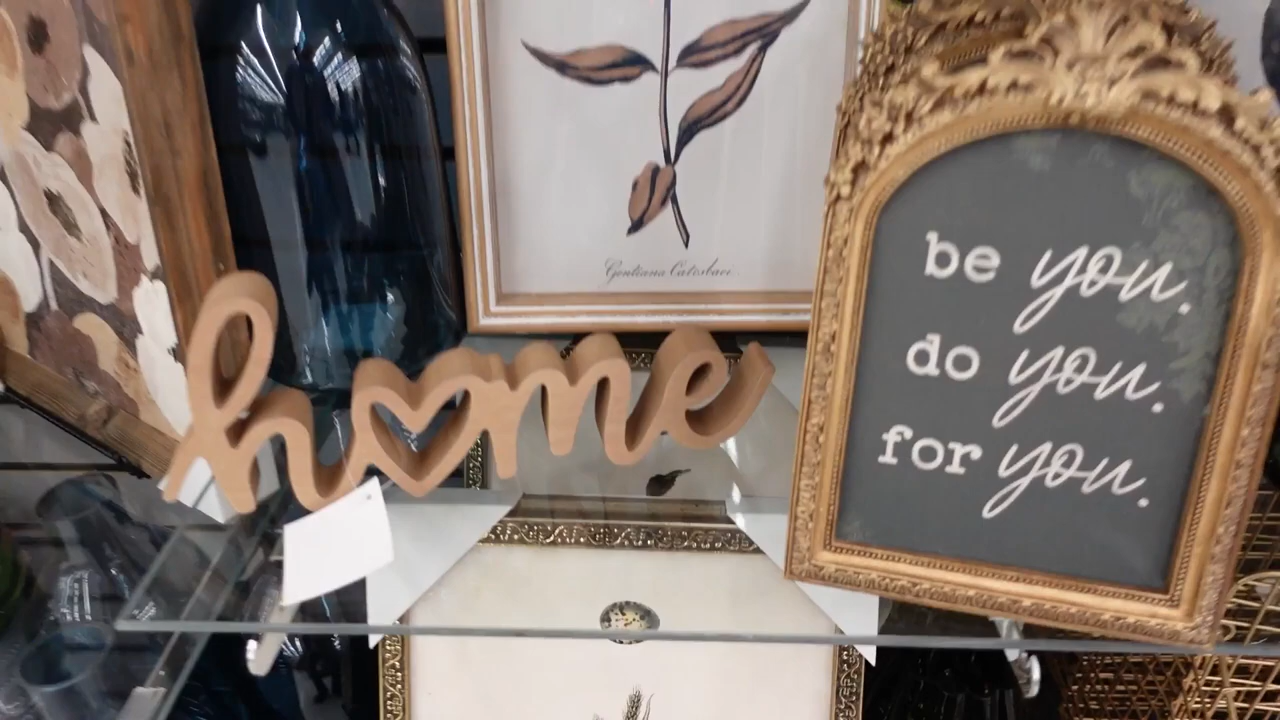 Gentiana Catesbaei
home
be you.
do you.
for you.